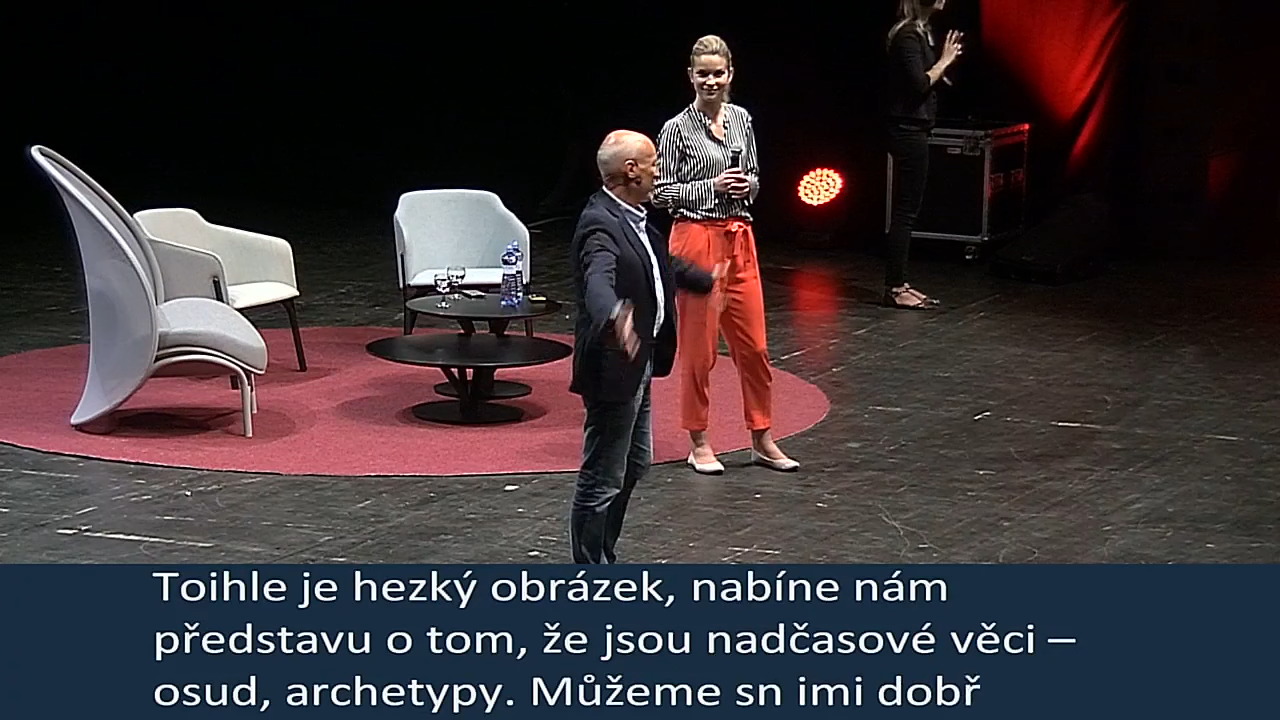 Toihle je hezký obrázek, nabíne nám
představu o tom, že jsou nadčasové věci –
osud, archetypy. Můžeme sn imi dobř